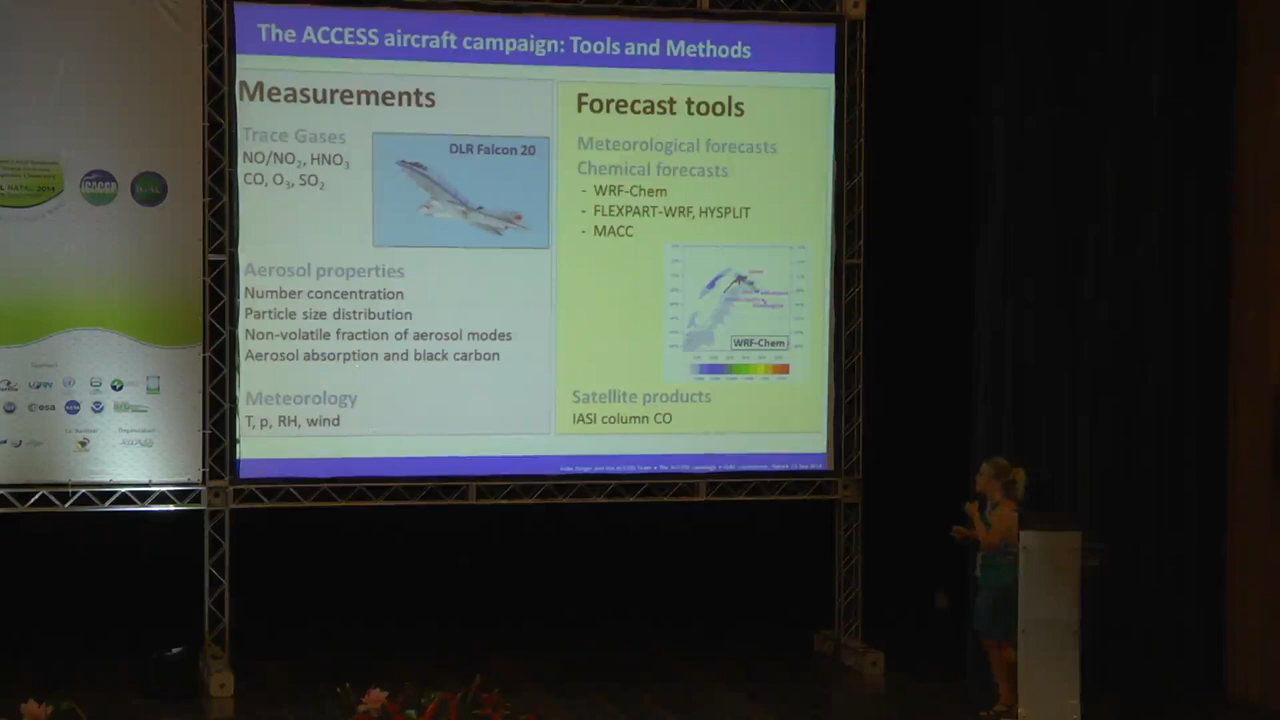 The ACCESS aircraft campaign: Tools and Methods
Measurements
Trace Gases
NO/NO₂, HNO₃
CO, O₃, SO₂
DLR Falcon 20
Aerosol properties
Number concentration
Particle size distribution
Non-volatile fraction of aerosol modes
Aerosol absorption and black carbon
Meteorology
T, p, RH, wind
Forecast tools
Meteorological forecasts
Chemical forecasts
- WRF-Chem
- FLEXPART-WRF, HYSPLIT
- MACC
WRF-Chem
Satellite products
IASI column CO
NATAL 2014
esa